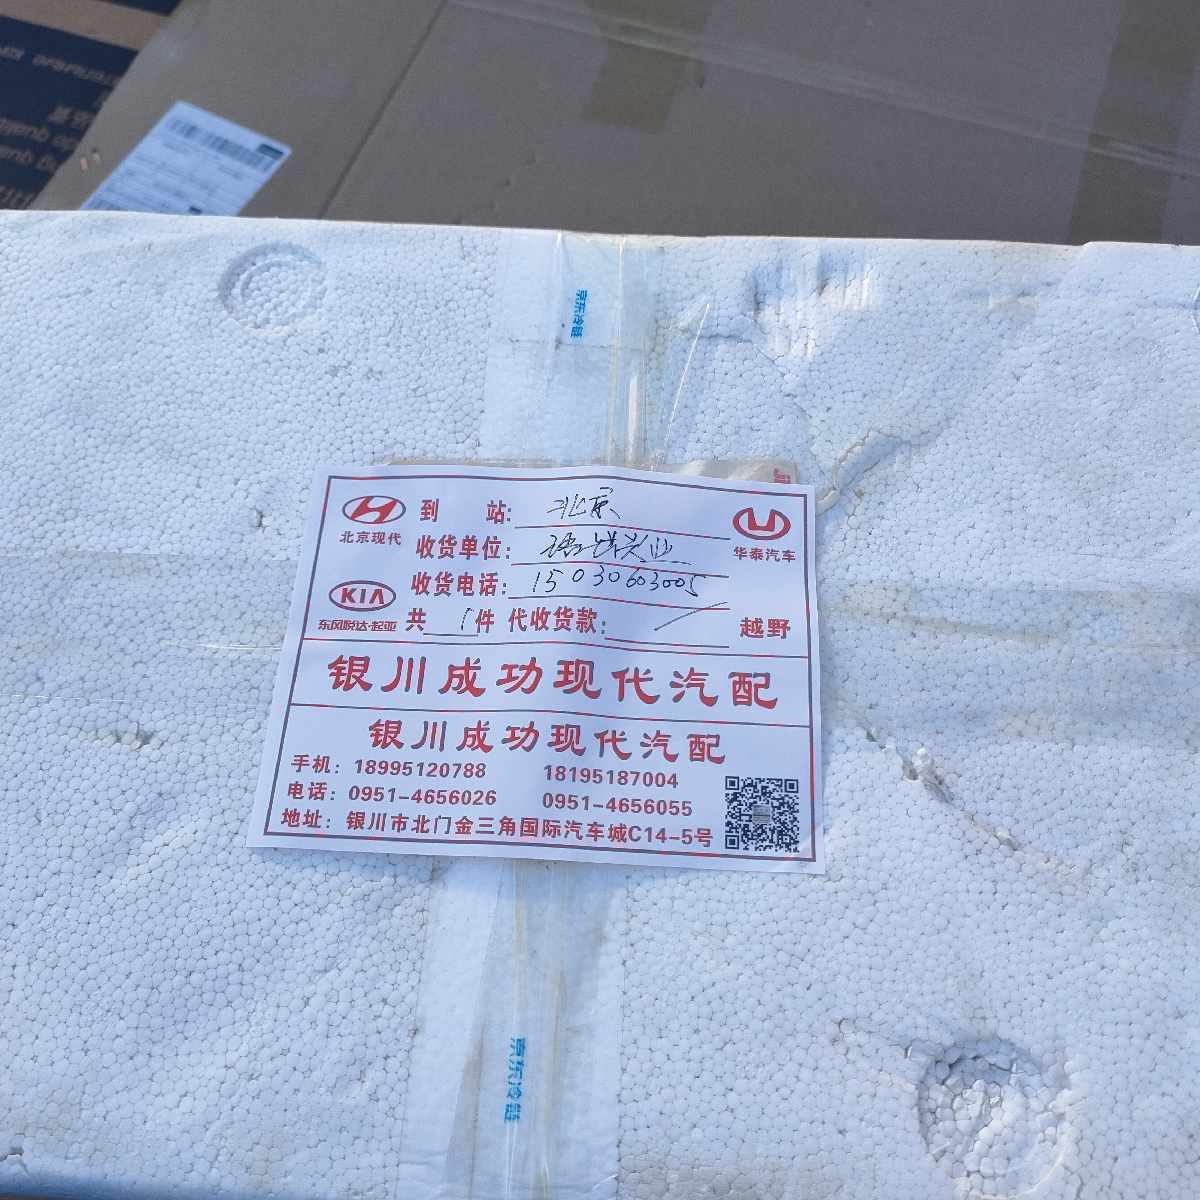 京东冷链
到 站: 北京
北京现代
华泰汽车
收货单位:
收货电话: 15030603005
KIA
东风悦达·起亚
共 1 件 代收货款:
越野
银川成功现代汽配
银川成功现代汽配
手机: 18995120788 18195187004
电话: 0951-4656026 0951-4656055
地址: 银川市北门金三角国际汽车城C14-5号
京东冷链